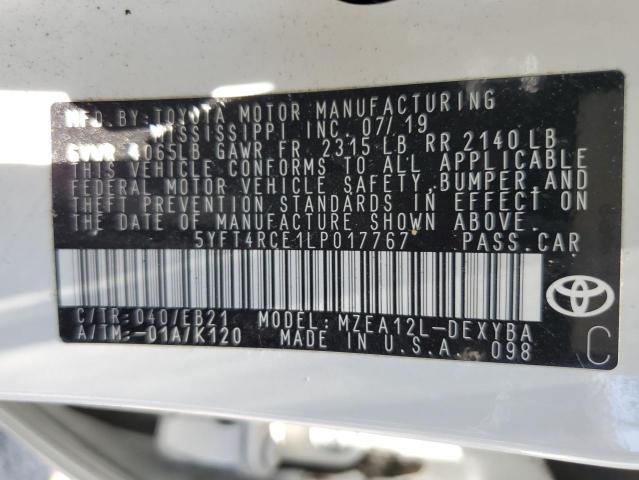 MFD. BY: TOYOTA MOTOR MANUFACTURING
MISSISSIPPI INC. 07/19
GVWR 4065LB GAWR FR. 2315 LB RR 2140 LB
THIS VEHICLE CONFORMS TO ALL APPLICABLE
FEDERAL MOTOR VEHICLE SAFETY, BUMPER, AND
THEFT PREVENTION STANDARDS IN EFFECT ON
THE DATE OF MANUFACTURE SHOWN ABOVE.
5YFT4RCE1LP017767 PASS. CAR
C/TR: 040/EB21 MODEL: MZEA12L-DEXYBA
A/TM: -01A/K120 MADE IN U.S.A. 098
C